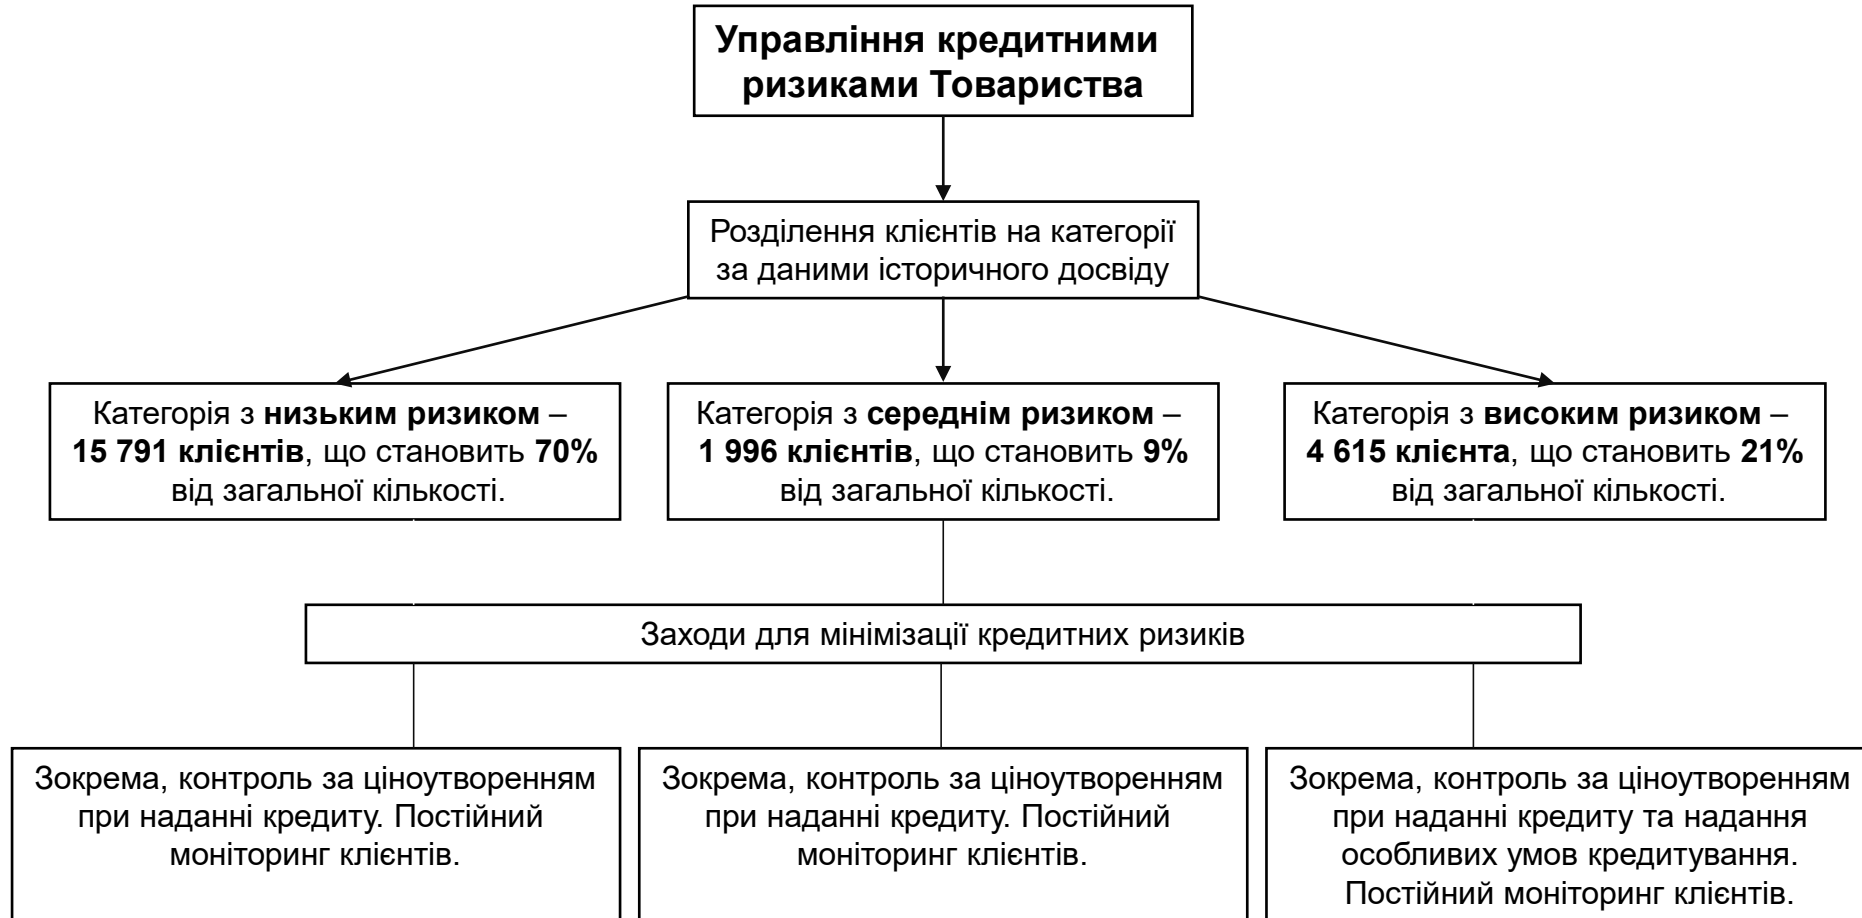 Управління кредитними
ризиками Товариства
Розділення клієнтів на категорії
за даними історичного досвіду
Категорія з низьким ризиком –
15 791 клієнтів, що становить 70%
від загальної кількості.
Категорія з середнім ризиком –
1 996 клієнтів, що становить 9%
від загальної кількості.
Категорія з високим ризиком –
4 615 клієнта, що становить 21%
від загальної кількості.
Заходи для мінімізації кредитних ризиків
Зокрема, контроль за ціноутворенням
при наданні кредиту. Постійний
моніторинг клієнтів.
Зокрема, контроль за ціноутворенням
при наданні кредиту. Постійний
моніторинг клієнтів.
Зокрема, контроль за ціноутворенням
при наданні кредиту та надання
особливих умов кредитування.
Постійний моніторинг клієнтів.